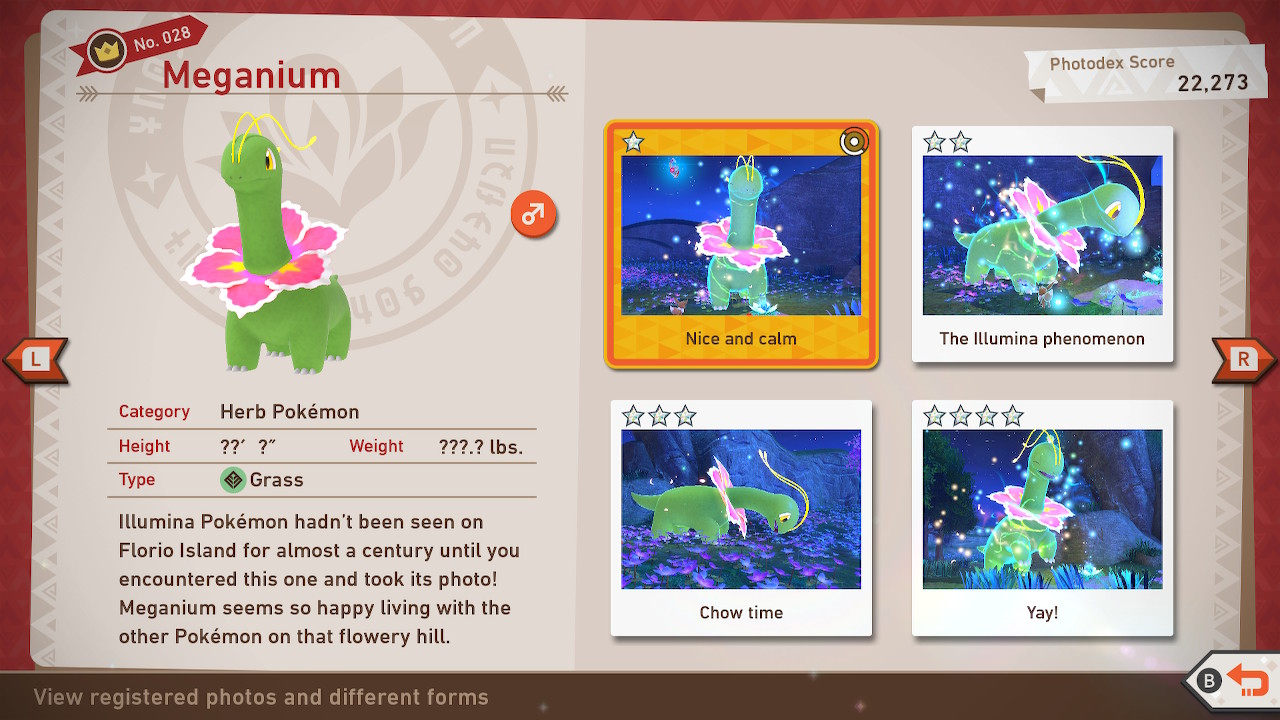 No. 028
Meganium
Photodex Score
22,273
Nice and calm
The Illumina phenomenon
L
R
Category Herb Pokémon
Height ??′ ?″ Weight ???.? lbs.
Type Grass
Illumina Pokémon hadn't been seen on
Florio Island for almost a century until you
encountered this one and took its photo!
Meganium seems so happy living with the
other Pokémon on that flowery hill.
Chow time
Yay!
View registered photos and different forms
B